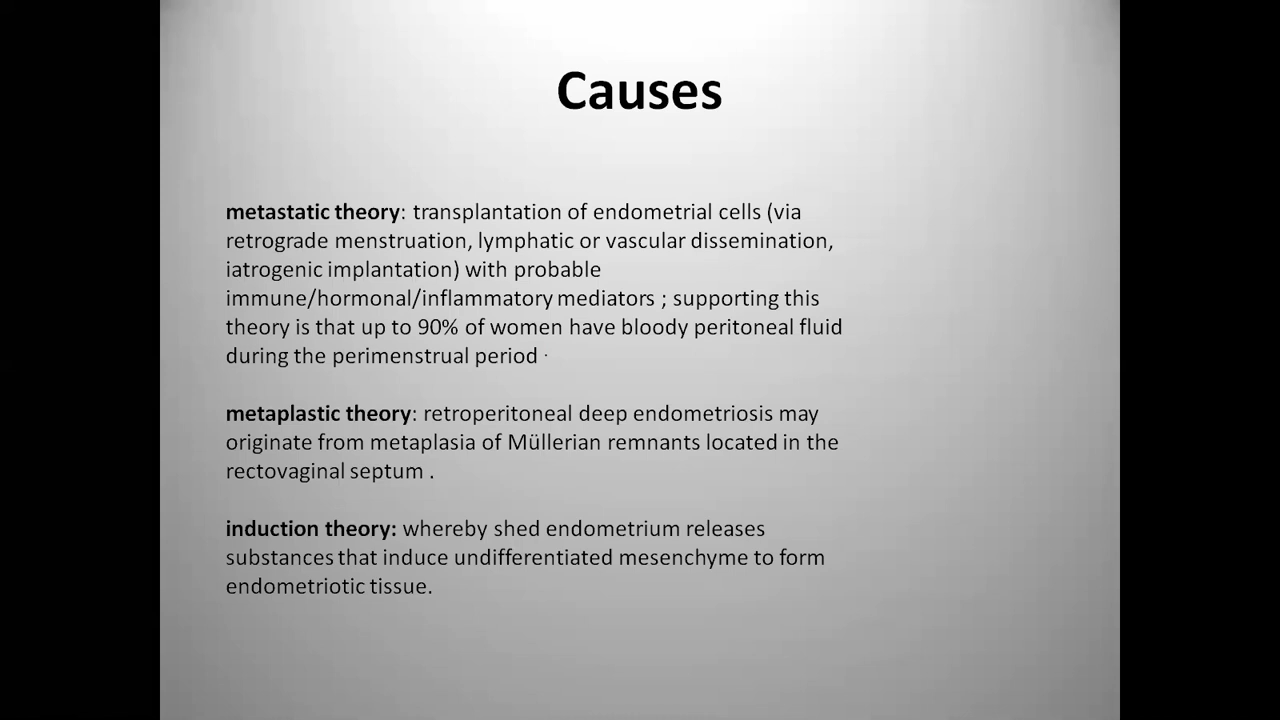 Causes
metastatic theory: transplantation of endometrial cells (via
retrograde menstruation, lymphatic or vascular dissemination,
iatrogenic implantation) with probable
immune/hormonal/inflammatory mediators ; supporting this
theory is that up to 90% of women have bloody peritoneal fluid
during the perimenstrual period .
metaplastic theory: retroperitoneal deep endometriosis may
originate from metaplasia of Müllerian remnants located in the
rectovaginal septum .
induction theory: whereby shed endometrium releases
substances that induce undifferentiated mesenchyme to form
endometriotic tissue.